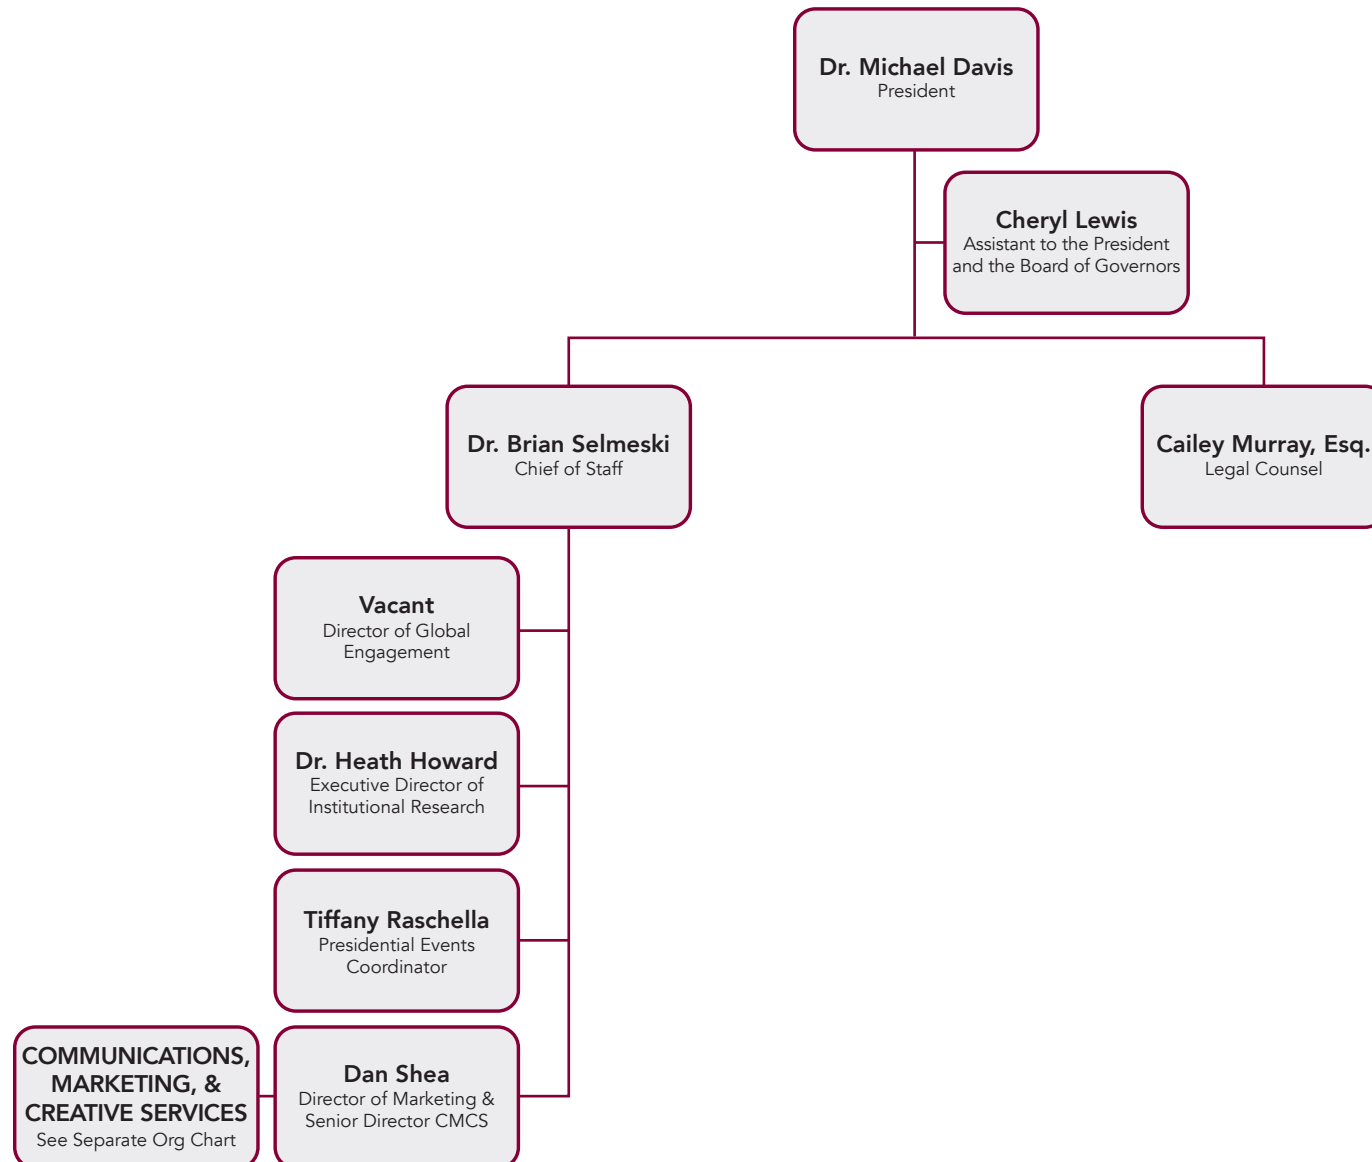 Dr. Michael Davis
President
Cheryl Lewis
Assistant to the President
and the Board of Governors
Dr. Brian Selmeski
Chief of Staff
Cailey Murray, Esq.
Legal Counsel
Vacant
Director of Global
Engagement
Dr. Heath Howard
Executive Director of
Institutional Research
Tiffany Raschella
Presidential Events
Coordinator
COMMUNICATIONS,
MARKETING, &
CREATIVE SERVICES
See Separate Org Chart
Dan Shea
Director of Marketing &
Senior Director CMCS